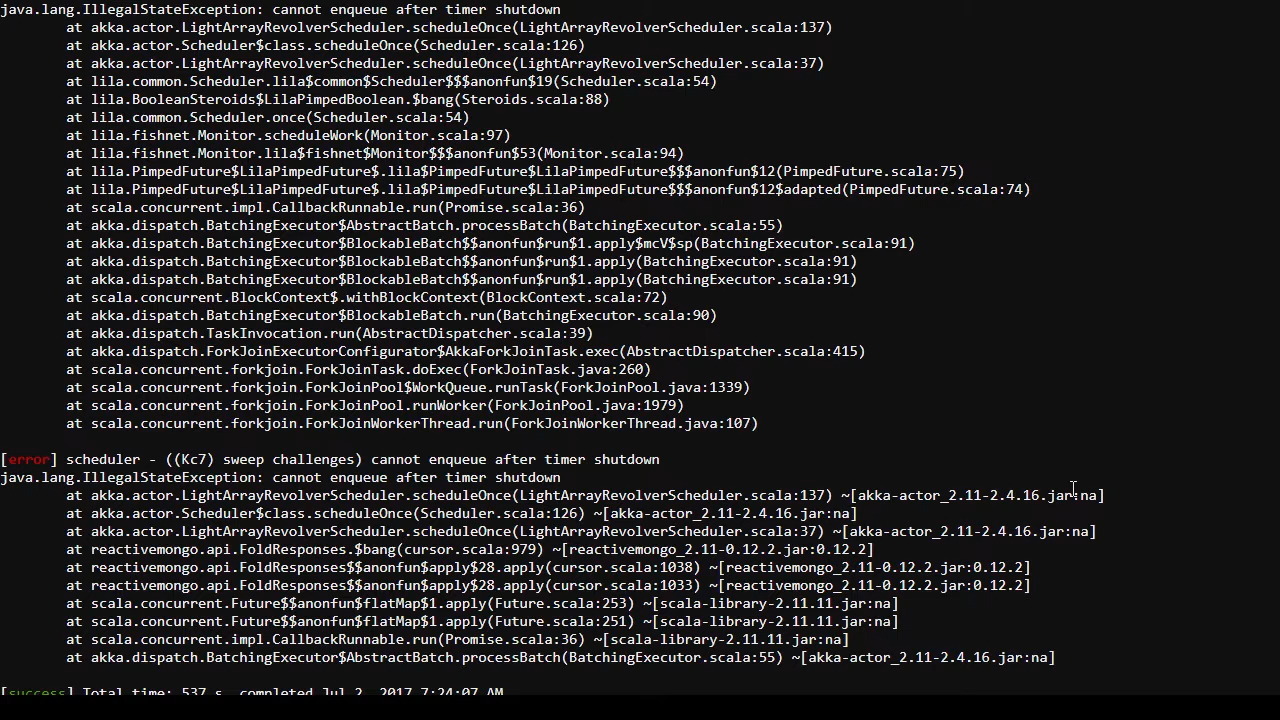 java.lang.IllegalStateException: cannot enqueue after timer shutdown
at akka.actor.LightArrayRevolverScheduler.scheduleOnce(LightArrayRevolverScheduler.scala:137)
at akka.actor.Scheduler$class.scheduleOnce(Scheduler.scala:126)
at akka.actor.LightArrayRevolverScheduler.scheduleOnce(LightArrayRevolverScheduler.scala:37)
at lila.common.Scheduler.lila$common$Scheduler$$$anonfun$19(Scheduler.scala:54)
at lila.BooleanSteroids$LilaPimpedBoolean.$bang(Steroids.scala:88)
at lila.common.Scheduler.once(Scheduler.scala:54)
at lila.fishnet.Monitor.scheduleWork(Monitor.scala:97)
at lila.fishnet.Monitor.lila$fishnet$Monitor$$$anonfun$53(Monitor.scala:94)
at lila.PimpedFuture$LilaPimpedFuture$.lila$PimpedFuture$LilaPimpedFuture$$$anonfun$12(PimpedFuture.scala:75)
at lila.PimpedFuture$LilaPimpedFuture$.lila$PimpedFuture$LilaPimpedFuture$$$anonfun$12$adapted(PimpedFuture.scala:74)
at scala.concurrent.impl.CallbackRunnable.run(Promise.scala:36)
at akka.dispatch.BatchingExecutor$AbstractBatch.processBatch(BatchingExecutor.scala:55)
at akka.dispatch.BatchingExecutor$BlockableBatch$$anonfun$run$1.apply$mcV$sp(BatchingExecutor.scala:91)
at akka.dispatch.BatchingExecutor$BlockableBatch$$anonfun$run$1.apply(BatchingExecutor.scala:91)
at akka.dispatch.BatchingExecutor$BlockableBatch$$anonfun$run$1.apply(BatchingExecutor.scala:91)
at scala.concurrent.BlockContext$.withBlockContext(BlockContext.scala:72)
at akka.dispatch.BatchingExecutor$BlockableBatch.run(BatchingExecutor.scala:90)
at akka.dispatch.TaskInvocation.run(AbstractDispatcher.scala:39)
at akka.dispatch.ForkJoinExecutorConfigurator$AkkaForkJoinTask.exec(AbstractDispatcher.scala:415)
at scala.concurrent.forkjoin.ForkJoinTask.doExec(ForkJoinTask.java:260)
at scala.concurrent.forkjoin.ForkJoinPool$WorkQueue.runTask(ForkJoinPool.java:1339)
at scala.concurrent.forkjoin.ForkJoinPool.runWorker(ForkJoinPool.java:1979)
at scala.concurrent.forkjoin.ForkJoinWorkerThread.run(ForkJoinWorkerThread.java:107)
[error] scheduler - ((Kc7) sweep challenges) cannot enqueue after timer shutdown
java.lang.IllegalStateException: cannot enqueue after timer shutdown
at akka.actor.LightArrayRevolverScheduler.scheduleOnce(LightArrayRevolverScheduler.scala:137) ~[akka-actor_2.11-2.4.16.jar:na]
at akka.actor.Scheduler$class.scheduleOnce(Scheduler.scala:126) ~[akka-actor_2.11-2.4.16.jar:na]
at akka.actor.LightArrayRevolverScheduler.scheduleOnce(LightArrayRevolverScheduler.scala:37) ~[akka-actor_2.11-2.4.16.jar:na]
at reactivemongo.api.FoldResponses.$bang(cursor.scala:979) ~[reactivemongo_2.11-0.12.2.jar:0.12.2]
at reactivemongo.api.FoldResponses$$anonfun$apply$28.apply(cursor.scala:1038) ~[reactivemongo_2.11-0.12.2.jar:0.12.2]
at reactivemongo.api.FoldResponses$$anonfun$apply$28.apply(cursor.scala:1033) ~[reactivemongo_2.11-0.12.2.jar:0.12.2]
at scala.concurrent.Future$$anonfun$flatMap$1.apply(Future.scala:253) ~[scala-library-2.11.11.jar:na]
at scala.concurrent.Future$$anonfun$flatMap$1.apply(Future.scala:251) ~[scala-library-2.11.11.jar:na]
at scala.concurrent.impl.CallbackRunnable.run(Promise.scala:36) ~[scala-library-2.11.11.jar:na]
at akka.dispatch.BatchingExecutor$AbstractBatch.processBatch(BatchingExecutor.scala:55) ~[akka-actor_2.11-2.4.16.jar:na]
[success] Total time: 537 s, completed Jul 2, 2017 7:24:07 AM